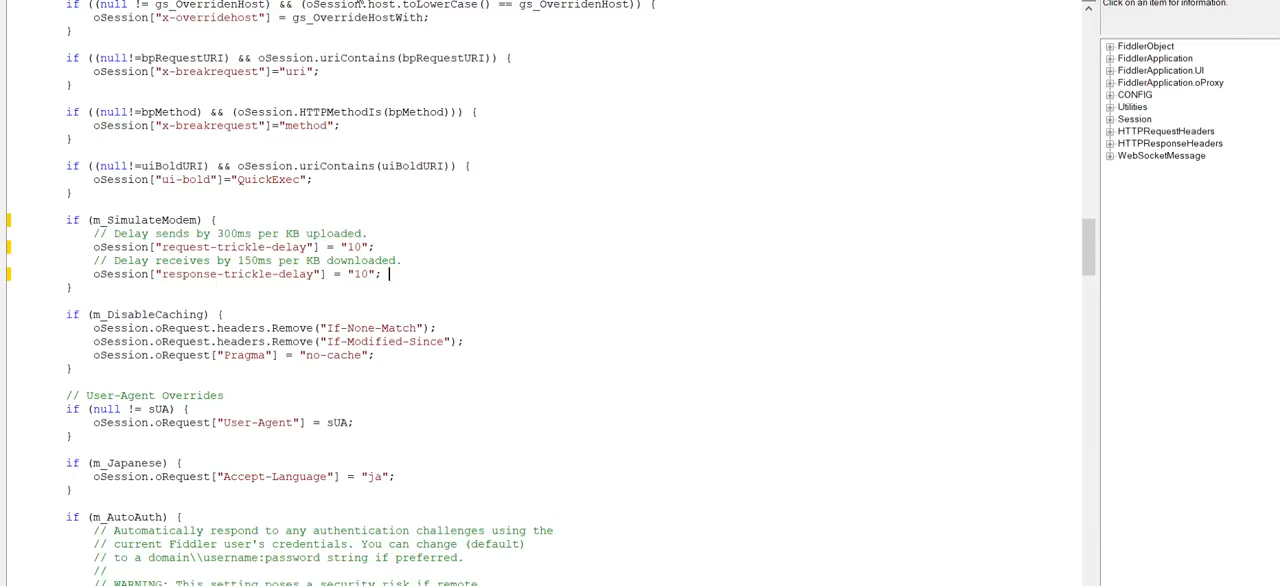 if ((null != gs_OverridenHost) && (oSession.host.toLowerCase() == gs_OverridenHost)) {
oSession["x-overridehost"] = gs_OverrideHostWith;
}
if ((null!=bpRequestURI) && oSession.uriContains(bpRequestURI)) {
oSession["x-breakrequest"]="uri";
}
if ((null!=bpMethod) && (oSession.HTTPMethodIs(bpMethod))) {
oSession["x-breakrequest"]="method";
}
if ((null!=uiBoldURI) && oSession.uriContains(uiBoldURI)) {
oSession["ui-bold"]="QuickExec";
}
if (m_SimulateModem) {
// Delay sends by 300ms per KB uploaded.
oSession["request-trickle-delay"] = "10";
// Delay receives by 150ms per KB downloaded.
oSession["response-trickle-delay"] = "10";
}
if (m_DisableCaching) {
oSession.oRequest.headers.Remove("If-None-Match");
oSession.oRequest.headers.Remove("If-Modified-Since");
oSession.oRequest["Pragma"] = "no-cache";
}
// User-Agent Overrides
if (null != sUA) {
oSession.oRequest["User-Agent"] = sUA;
}
if (m_Japanese) {
oSession.oRequest["Accept-Language"] = "ja";
}
if (m_AutoAuth) {
// Automatically respond to any authentication challenges using the
// current Fiddler user's credentials. You can change (default)
// to a domain\\username:password string if preferred.
//
// WARNING: This setting poses a security risk if remote
Click on an item for information.
FiddlerObject
FiddlerApplication
FiddlerApplication.UI
FiddlerApplication.oProxy
CONFIG
Utilities
Session
HTTPRequestHeaders
HTTPResponseHeaders
WebSocketMessage